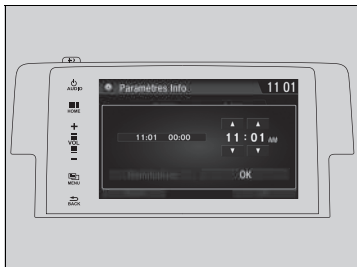 AUDIO
Paramètres Info
11 01
HOME
VOL
11:01 00:00
11 : 01 AM
MENU
OK
BACK